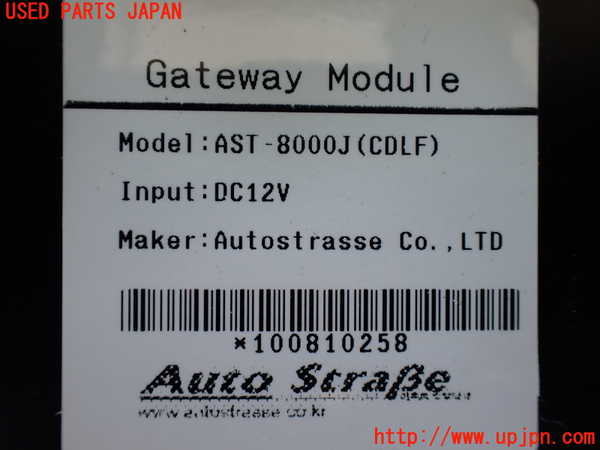 USED PARTS JAPAN
Gateway Module
Model:AST-8000J(CDLF)
Input:DC12V
Maker:Autostrasse Co.,LTD
*100810258
Auto Straße
www.autostrasse.co.kr
http://www.upjpn.com/